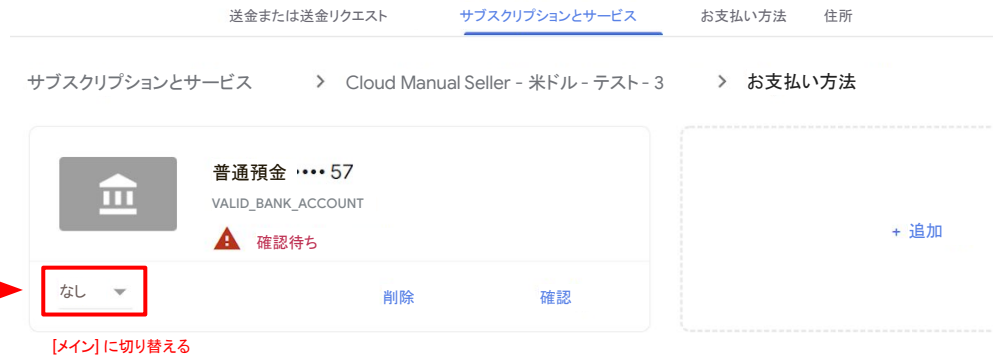 送金または送金リクエスト サブスクリプションとサービス お支払い方法 住所
サブスクリプションとサービス > Cloud Manual Seller - 米ドル - テスト - 3 > お支払い方法
普通預金 •••• 57
VALID_BANK_ACCOUNT
確認待ち
+ 追加
なし 削除 確認
[メイン] に切り替える